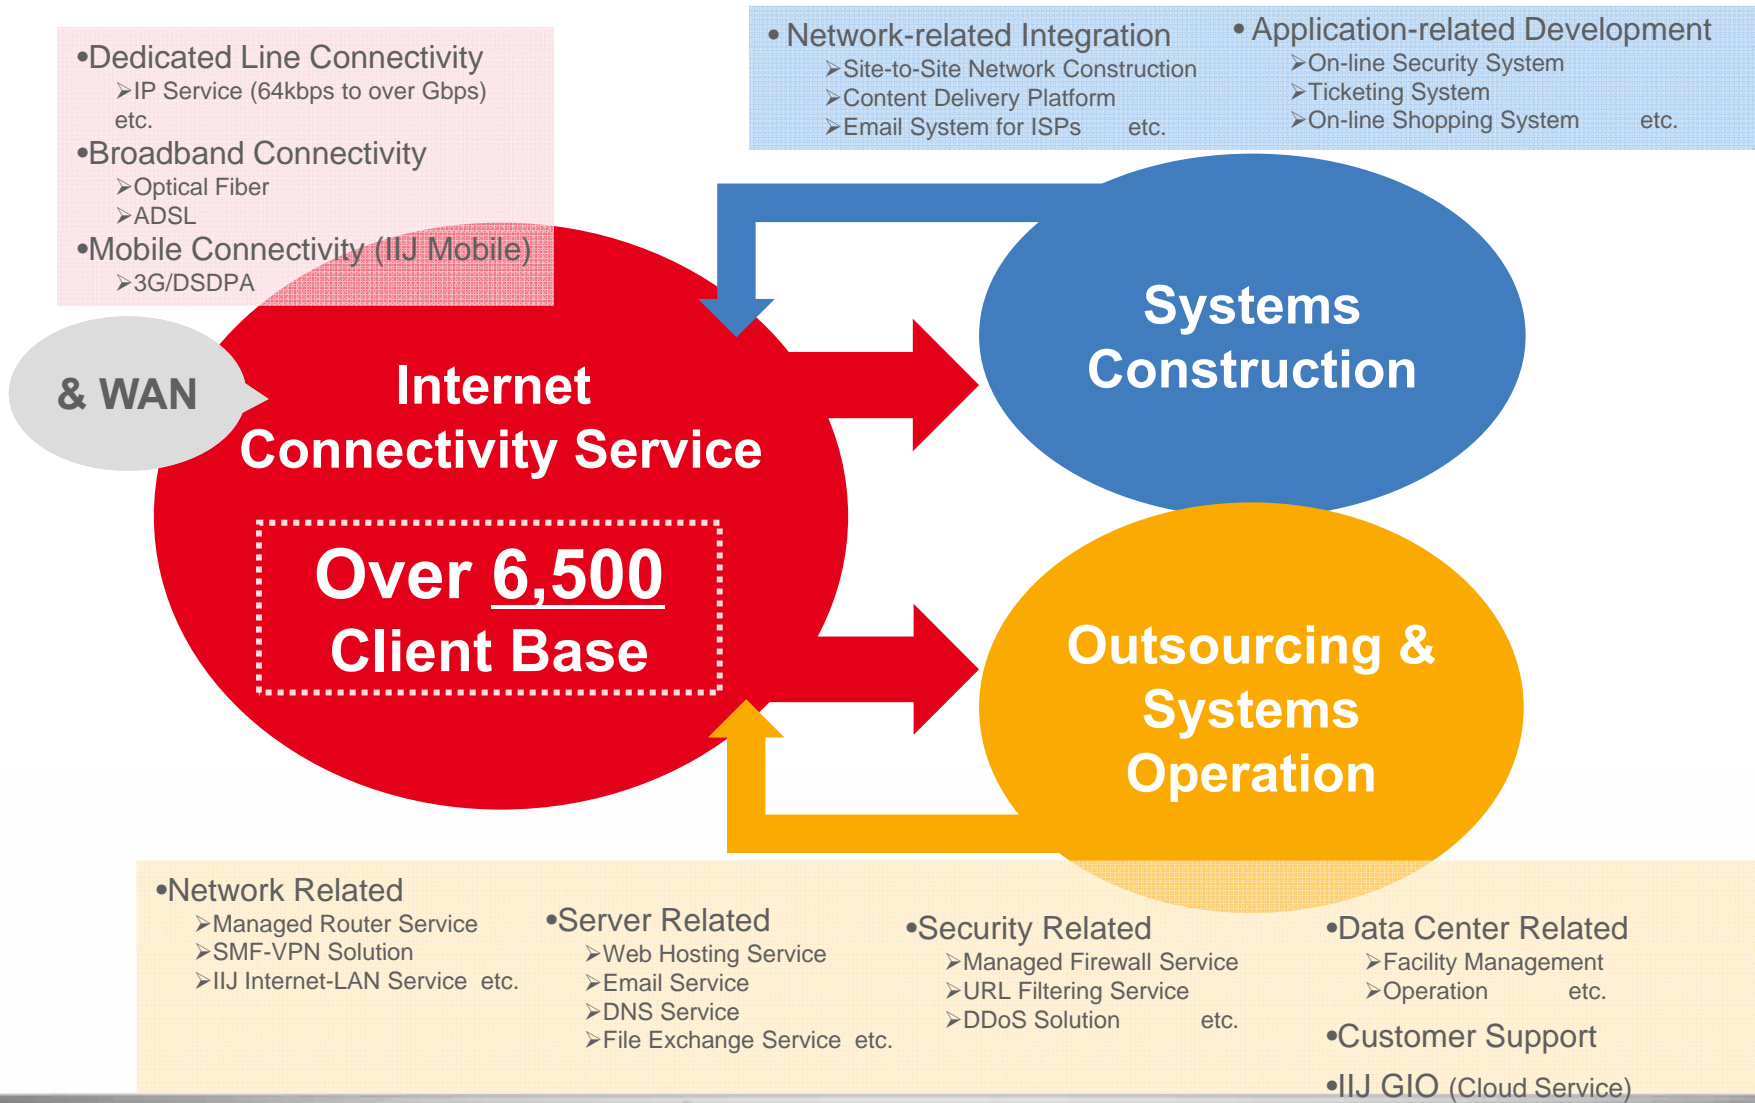 •Dedicated Line Connectivity
➢IP Service (64kbps to over Gbps)
etc.
•Broadband Connectivity
➢Optical Fiber
➢ADSL
•Mobile Connectivity (IIJ Mobile)
➢3G/DSDPA
• Network-related Integration
➢Site-to-Site Network Construction
➢Content Delivery Platform
➢Email System for ISPs etc.
• Application-related Development
➢On-line Security System
➢Ticketing System
➢On-line Shopping System etc.
& WAN
Internet
Connectivity Service
Over 6,500
Client Base
Systems
Construction
Outsourcing &
Systems
Operation
•Network Related
➢Managed Router Service
➢SMF-VPN Solution
➢IIJ Internet-LAN Service etc.
•Server Related
➢Web Hosting Service
➢Email Service
➢DNS Service
➢File Exchange Service etc.
•Security Related
➢Managed Firewall Service
➢URL Filtering Service
➢DDoS Solution etc.
•Data Center Related
➢Facility Management
➢Operation etc.
•Customer Support
•IIJ GIO (Cloud Service)